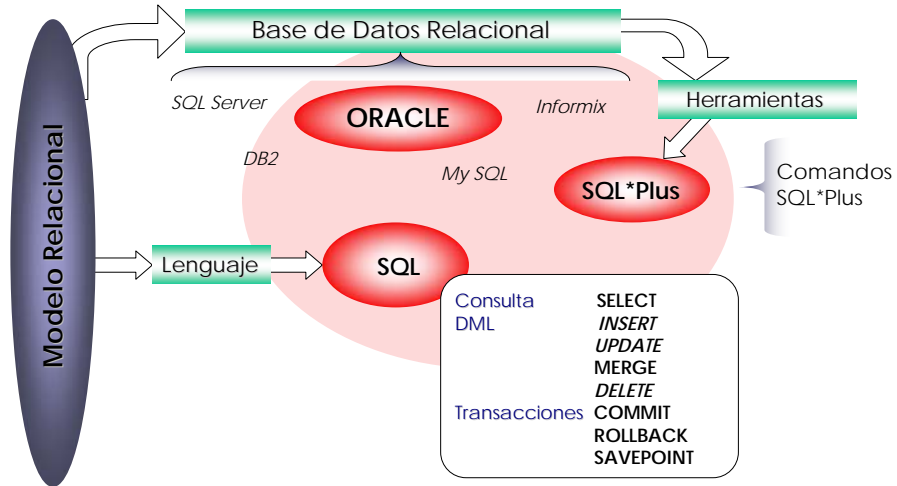 Modelo Relacional
Base de Datos Relacional
SQL Server
ORACLE
Informix
DB2
My SQL
Herramientas
SQL*Plus
Comandos
SQL*Plus
Lenguaje
SQL
Consulta SELECT
DML INSERT
UPDATE
MERGE
DELETE
Transacciones COMMIT
ROLLBACK
SAVEPOINT